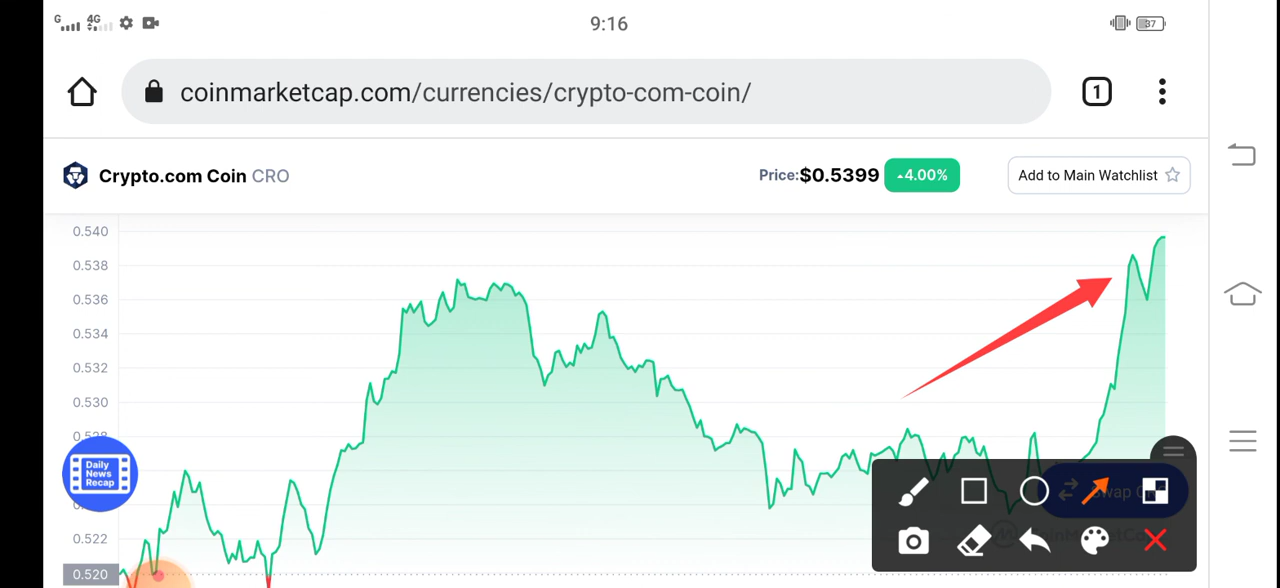 G 4G 9:16 37
coinmarketcap.com/currencies/crypto-com-coin/ 1
Crypto.com Coin CRO Price:$0.5399 4.00% Add to Main Watchlist
0.540
0.538
0.536
0.534
0.532
0.530
Daily
News
Recap
0.522
0.520